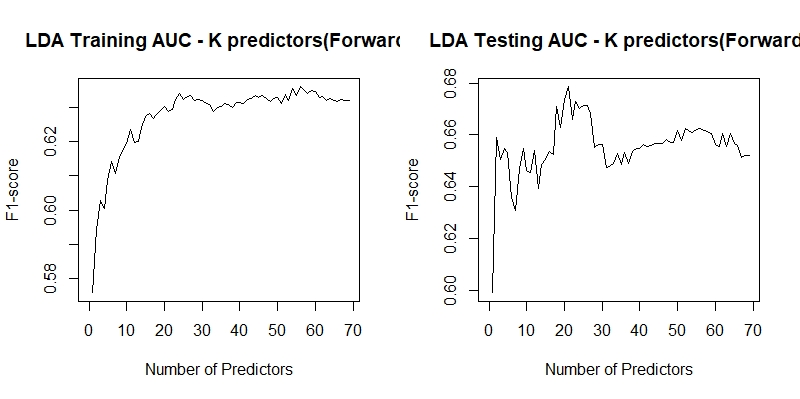 LDA Training AUC - K predictors(Forward
F1-score
0.62
0.60
0.58
0 10 20 30 40 50 60 70
Number of Predictors
LDA Testing AUC - K predictors(Forward
F1-score
0.68
0.66
0.64
0.62
0.60
0 10 20 30 40 50 60 70
Number of Predictors